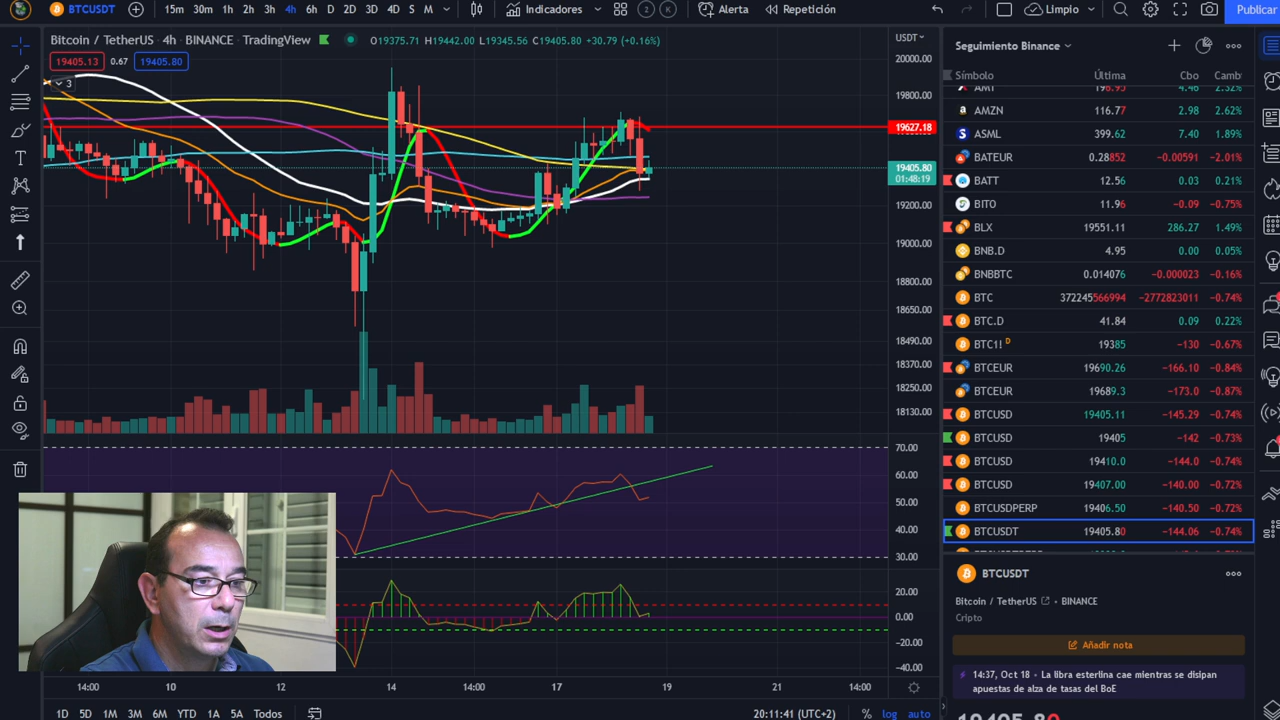 BTCUSDT 15m 30m 1h 2h 3h 4h 6h D 2D 3D 4D S M Indicadores 2 K Alerta Repetición Limpio Publicar
Bitcoin / TetherUS · 4h · BINANCE · TradingView O19375.71 H19442.00 L19345.56 C19405.80 +30.79 (+0.16%)
19405.13 0.67 19405.80
3
USDT
20000.00
19800.00
19627.18
19405.80
01:48:19
19200.00
19000.00
18800.00
18650.00
18490.00
18370.00
18250.00
18130.00
70.00
60.00
50.00
40.00
30.00
20.00
0.00
−20.00
−40.00
14:00 10 12 14 14:00 17 19 21 14:00
1D 5D 1M 3M 6M YTD 1A 5A Todos 20:11:41 (UTC+2) % log auto
Seguimiento Binance
Símbolo Última Cbo Camb
AMT 196.95 4.46 2.32%
AMZN 116.77 2.98 2.62%
ASML 399.62 7.40 1.89%
BATEUR 0.28852 −0.00591 −2.01%
BATT 12.56 0.03 0.21%
BITO 11.96 −0.09 −0.75%
BLX 19551.11 286.27 1.49%
BNB.D 4.95 0.00 0.05%
BNBBTC 0.014076 −0.000023 −0.16%
BTC 372245566994 −2772823011 −0.74%
BTC.D 41.84 0.09 0.22%
BTC1! D 19385 −130 −0.67%
BTCEUR 19690.26 −166.10 −0.84%
BTCEUR 19689.3 −173.0 −0.87%
BTCUSD 19405.11 −145.29 −0.74%
BTCUSD 19405 −142 −0.73%
BTCUSD 19410.0 −144.0 −0.74%
BTCUSD 19407.00 −140.00 −0.72%
BTCUSDPERP 19406.50 −140.50 −0.72%
BTCUSDT 19405.80 −144.06 −0.74%
BTCUSDT
Bitcoin / TetherUS · BINANCE
Cripto
Añadir nota
14:37, Oct 18 · La libra esterlina cae mientras se disipan
apuestas de alza de tasas del BoE
19405.80